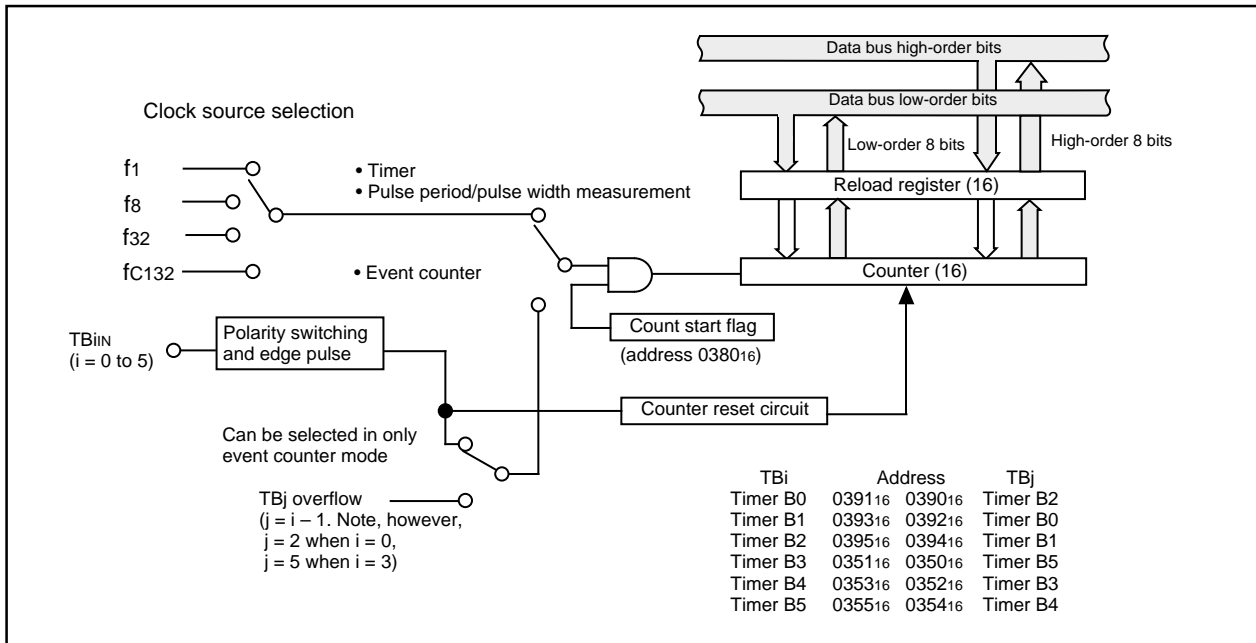 Data bus high-order bits
Data bus low-order bits
Clock source selection
Low-order 8 bits
High-order 8 bits
f1
• Timer
• Pulse period/pulse width measurement
Reload register (16)
f8
f32
fC132
• Event counter
Counter (16)
Count start flag
(address 038016)
TBiIN
(i = 0 to 5)
Polarity switching
and edge pulse
Counter reset circuit
Can be selected in only
event counter mode
TBj overflow
(j = i – 1. Note, however,
j = 2 when i = 0,
j = 5 when i = 3)
TBi Address TBj
Timer B0 039116 039016 Timer B2
Timer B1 039316 039216 Timer B0
Timer B2 039516 039416 Timer B1
Timer B3 035116 035016 Timer B5
Timer B4 035316 035216 Timer B3
Timer B5 035516 035416 Timer B4